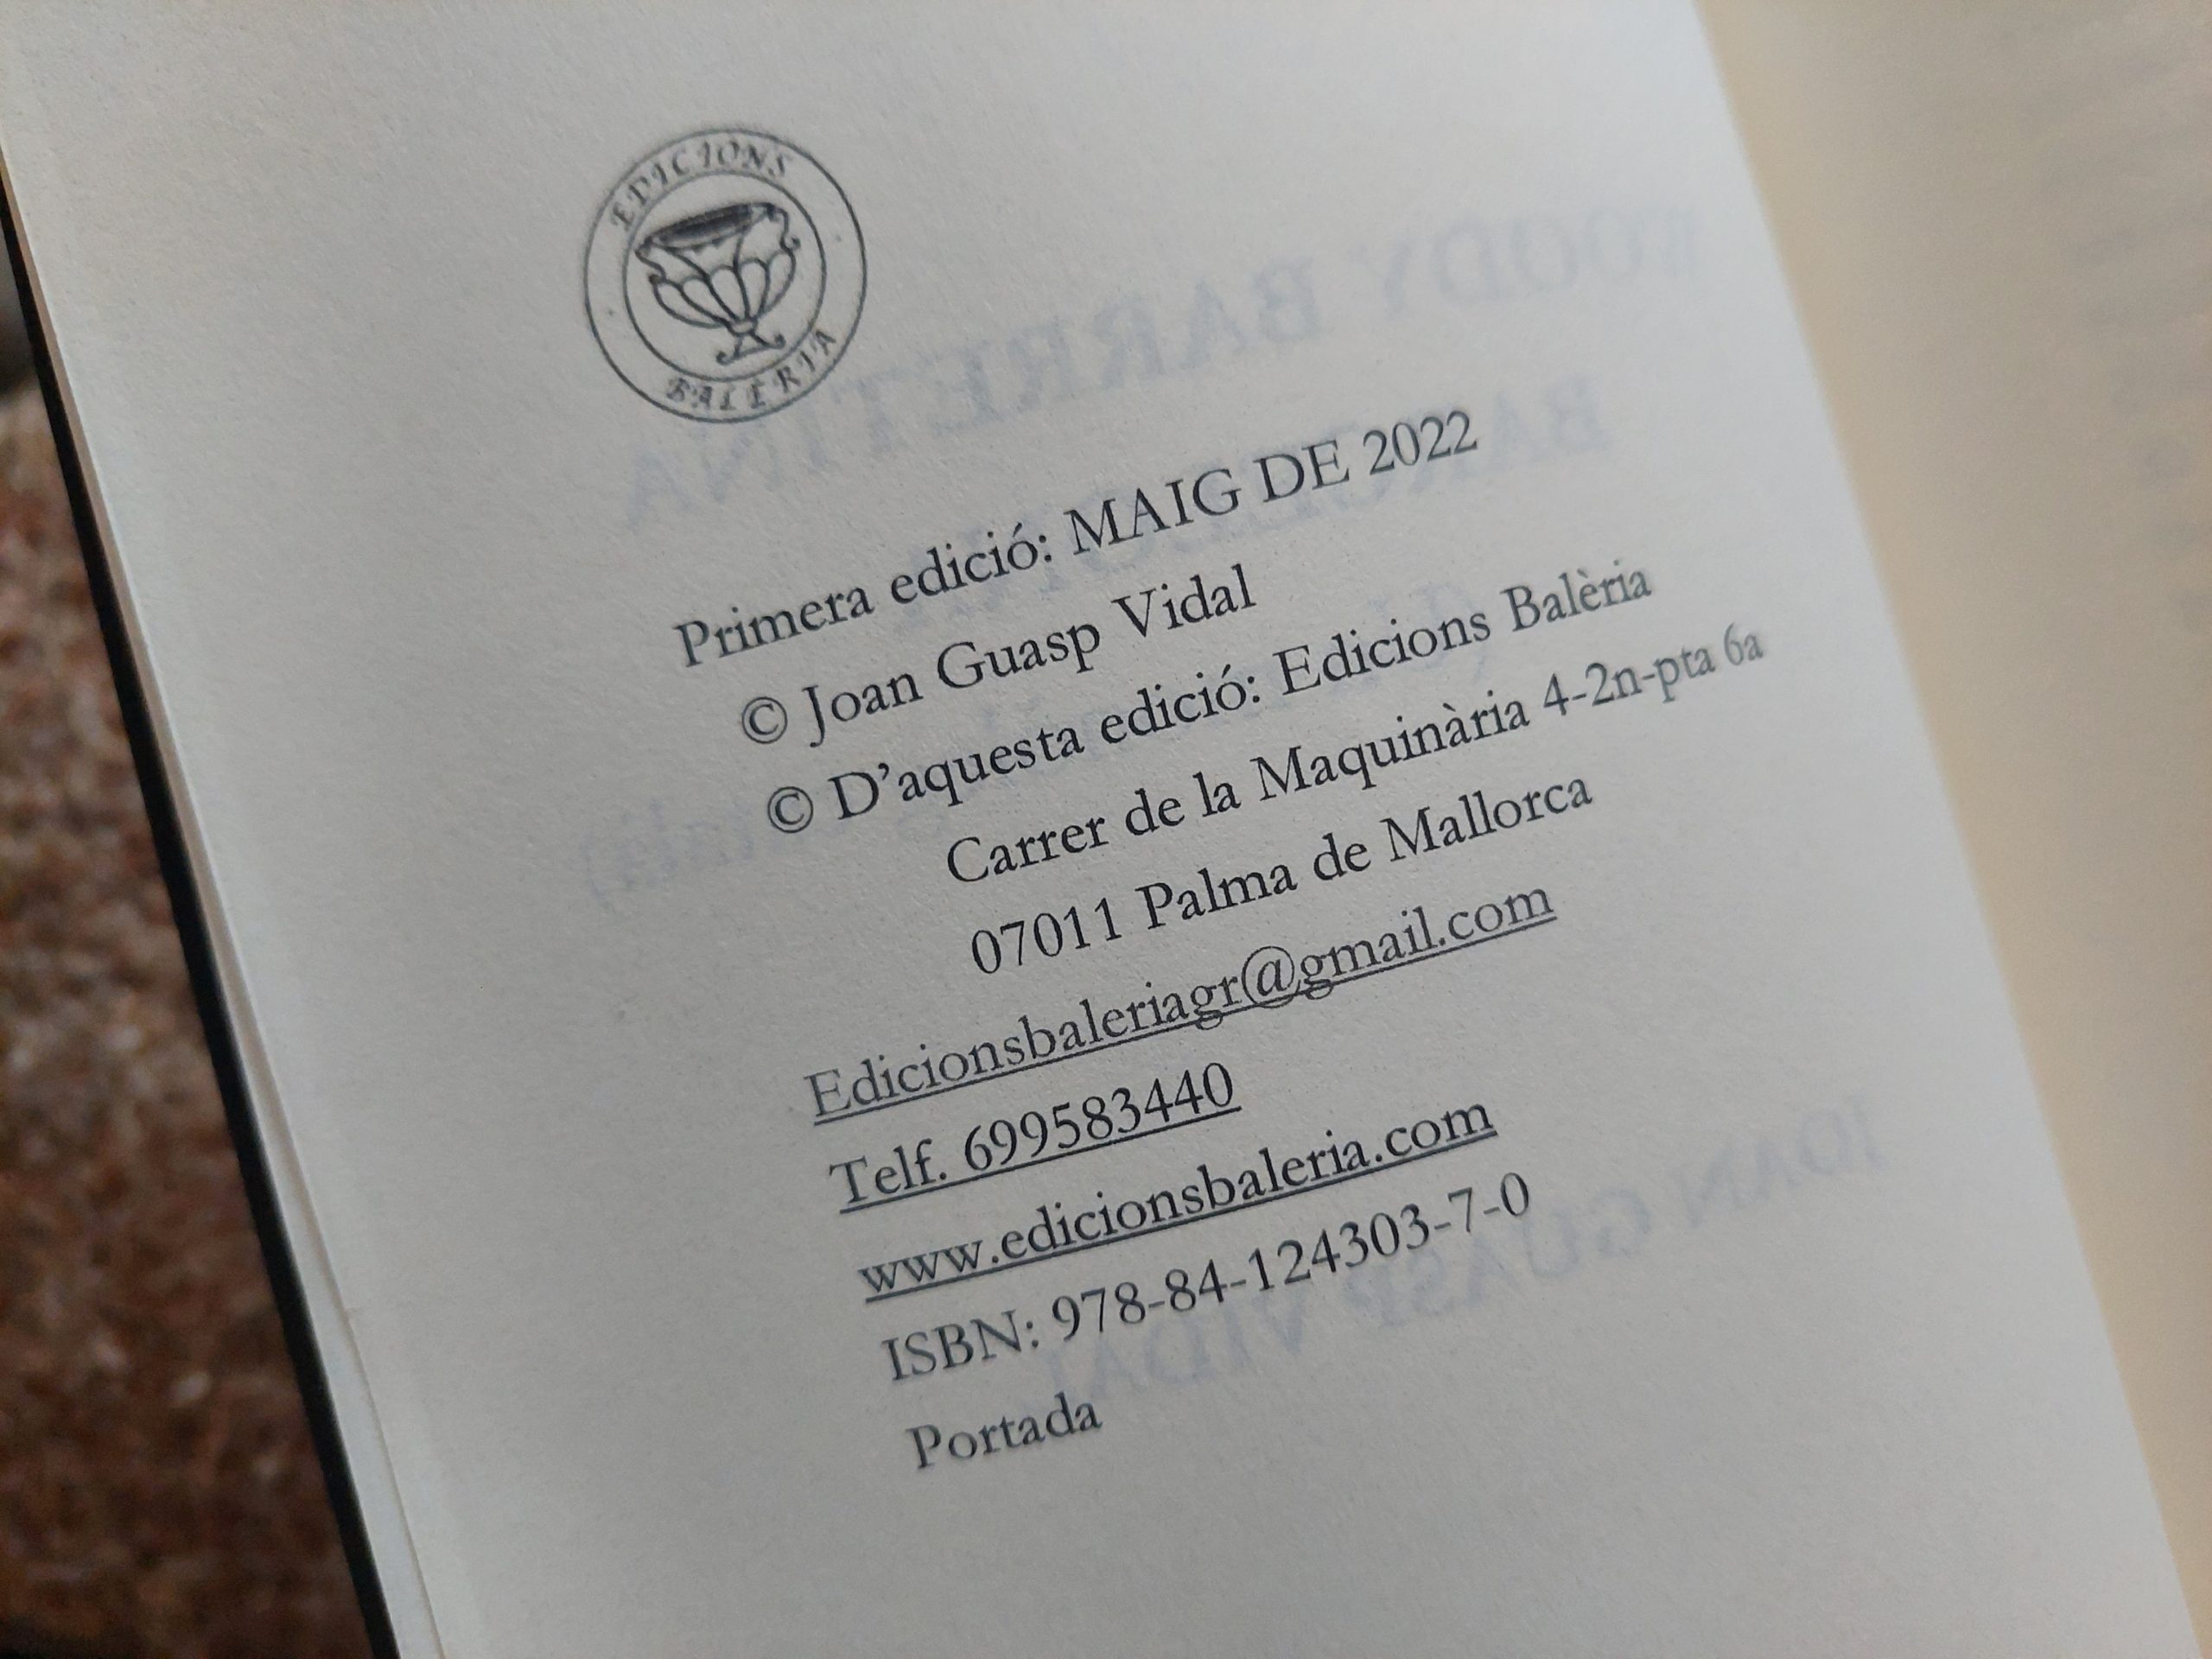 EDICIONS
BALÈRIA
Primera edició: MAIG DE 2022
© Joan Guasp Vidal
© D’aquesta edició: Edicions Balèria
Carrer de la Maquinària 4-2n-pta 6a
07011 Palma de Mallorca
Edicionsbaleriagr@gmail.com
Telf. 699583440
www.edicionsbaleria.com
ISBN: 978-84-124303-7-0
Portada